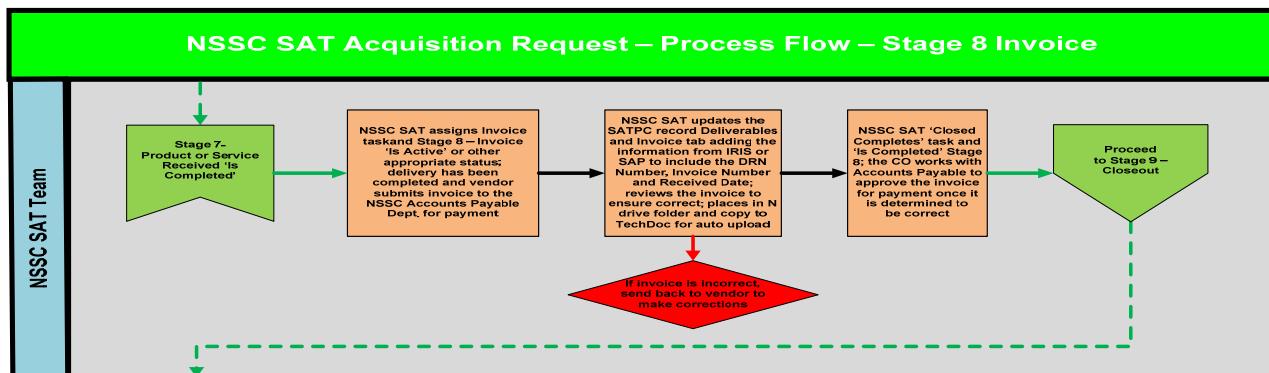 NSSC SAT Acquisition Request – Process Flow – Stage 8 Invoice
NSSC SAT Team
Stage 7-
Product or Service
Received 'Is
Completed'
NSSC SAT assigns Invoice
taskand Stage 8 – Invoice
'Is Active' or other
appropriate status;
delivery has been
completed and vendor
submits invoice to the
NSSC Accounts Payable
Dept. for payment
NSSC SAT updates the
SATPC record Deliverables
and Invoice tab adding the
information from IRIS or
SAP to include the DRN
Number, Invoice Number
and Received Date;
reviews the invoice to
ensure correct; places in N
drive folder and copy to
TechDoc for auto upload
If invoice is incorrect,
send back to vendor to
make corrections
NSSC SAT 'Closed
Completes' task and
'Is Completed' Stage
8; the CO works with
Accounts Payable to
approve the invoice
for payment once it
is determined to
be correct
Proceed
to Stage 9 –
Closeout